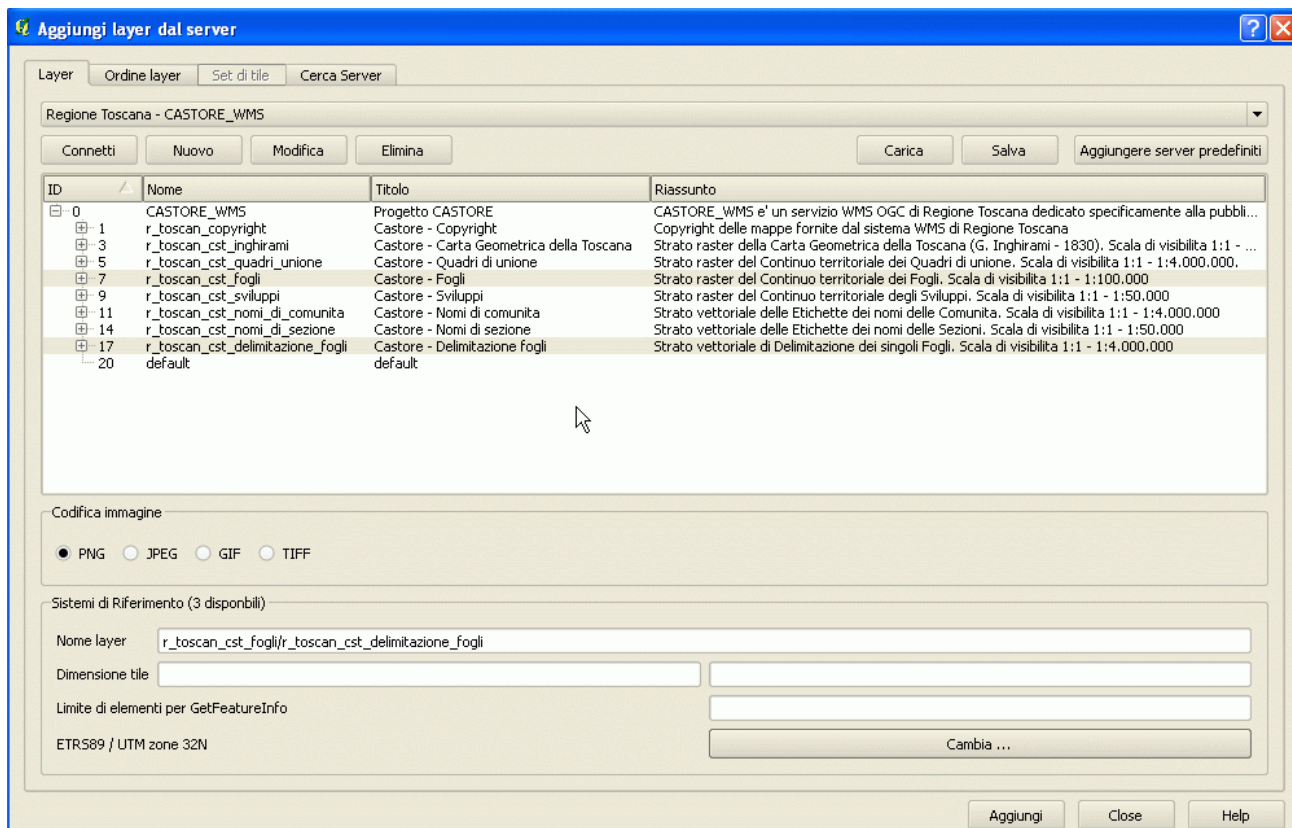 Aggiungi layer dal server
Layer Ordine layer Set di tile Cerca Server
Regione Toscana - CASTORE_WMS
Connetti Nuovo Modifica Elimina Carica Salva Aggiungere server predefiniti
ID Nome Titolo Riassunto
0 CASTORE_WMS Progetto CASTORE CASTORE_WMS e' un servizio WMS OGC di Regione Toscana dedicato specificamente alla pubbli...
1 r_toscan_copyright Castore - Copyright Copyright delle mappe fornite dal sistema WMS di Regione Toscana
3 r_toscan_cst_inghirami Castore - Carta Geometrica della Toscana Strato raster della Carta Geometrica della Toscana (G. Inghirami - 1830). Scala di visibilita 1:1 - ...
5 r_toscan_cst_quadri_unione Castore - Quadri di unione Strato raster del Continuo territoriale dei Quadri di unione. Scala di visibilita 1:1 - 1:4.000.000.
7 r_toscan_cst_fogli Castore - Fogli Strato raster del Continuo territoriale dei Fogli. Scala di visibilita 1:1 - 1:100.000
9 r_toscan_cst_sviluppi Castore - Sviluppi Strato raster del Continuo territoriale degli Sviluppi. Scala di visibilita 1:1 - 1:50.000
11 r_toscan_cst_nomi_di_comunita Castore - Nomi di comunita Strato vettoriale delle Etichette dei nomi delle Comunita. Scala di visibilita 1:1 - 1:4.000.000
14 r_toscan_cst_nomi_di_sezione Castore - Nomi di sezione Strato vettoriale delle Etichette dei nomi delle Sezioni. Scala di visibilita 1:1 - 1:50.000
17 r_toscan_cst_delimitazione_fogli Castore - Delimitazione fogli Strato vettoriale di Delimitazione dei singoli Fogli. Scala di visibilita 1:1 - 1:4.000.000
20 default default
Codifica immagine
PNG JPEG GIF TIFF
Sistemi di Riferimento (3 disponbili)
Nome layer r_toscan_cst_fogli/r_toscan_cst_delimitazione_fogli
Dimensione tile
Limite di elementi per GetFeatureInfo
ETRS89 / UTM zone 32N Cambia ...
Aggiungi Close Help